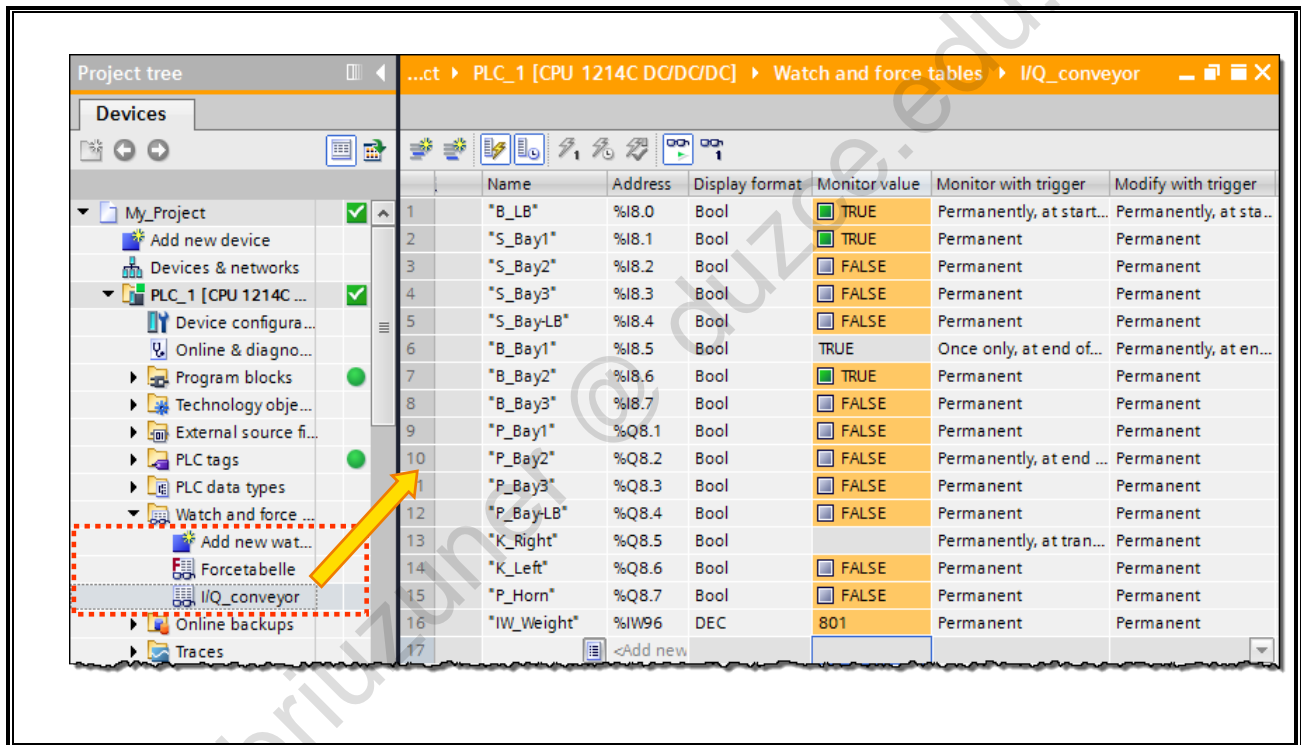 Project tree
Devices
My_Project
Add new device
Devices & networks
PLC_1 [CPU 1214C ...
Device configura...
Online & diagno...
Program blocks
Technology obje...
External source fi...
PLC tags
PLC data types
Watch and force ...
Add new wat...
Forcetabelle
I/Q_conveyor
Online backups
Traces
...ct ▸ PLC_1 [CPU 1214C DC/DC/DC] ▸ Watch and force tables ▸ I/Q_conveyor
Name Address Display format Monitor value Monitor with trigger Modify with trigger
1 "B_LB" %I8.0 Bool TRUE Permanently, at start... Permanently, at sta..
2 "S_Bay1" %I8.1 Bool TRUE Permanent Permanent
3 "S_Bay2" %I8.2 Bool FALSE Permanent Permanent
4 "S_Bay3" %I8.3 Bool FALSE Permanent Permanent
5 "S_Bay-LB" %I8.4 Bool FALSE Permanent Permanent
6 "B_Bay1" %I8.5 Bool TRUE Once only, at end of... Permanently, at en...
7 "B_Bay2" %I8.6 Bool TRUE Permanent Permanent
8 "B_Bay3" %I8.7 Bool FALSE Permanent Permanent
9 "P_Bay1" %Q8.1 Bool FALSE Permanent Permanent
10 "P_Bay2" %Q8.2 Bool FALSE Permanently, at end ... Permanent
"P_Bay3" %Q8.3 Bool FALSE Permanent Permanent
12 "P_Bay-LB" %Q8.4 Bool FALSE Permanent Permanent
13 "K_Right" %Q8.5 Bool Permanently, at tran... Permanent
14 "K_Left" %Q8.6 Bool FALSE Permanent Permanent
15 "P_Horn" %Q8.7 Bool FALSE Permanent Permanent
16 "IW_Weight" %IW96 DEC 801 Permanent Permanent
17 <Add new
@ duzce.edu.